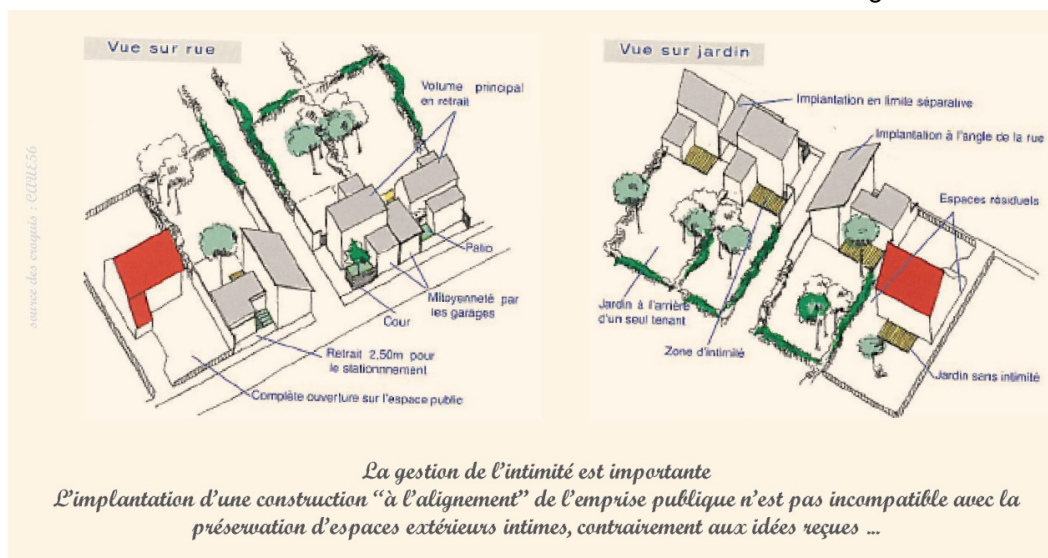 Vue sur rue
Volume principal
en retrait
Patio
Mitoyenneté par
les garages
Cour
Retrait 2,50m pour
le stationnnement
Complète ouverture sur l'espace public
Vue sur jardin
Implantation en limite séparative
Implantation à l'angle de la rue
Espaces résiduels
Jardin à l'arrière
d'un seul tenant
Zone d'intimité
Jardin sans intimité
source des croquis : CAUE56
La gestion de l'intimité est importante
L'implantation d'une construction "à l'alignement" de l'emprise publique n'est pas incompatible avec la
préservation d'espaces extérieurs intimes, contrairement aux idées reçues ...